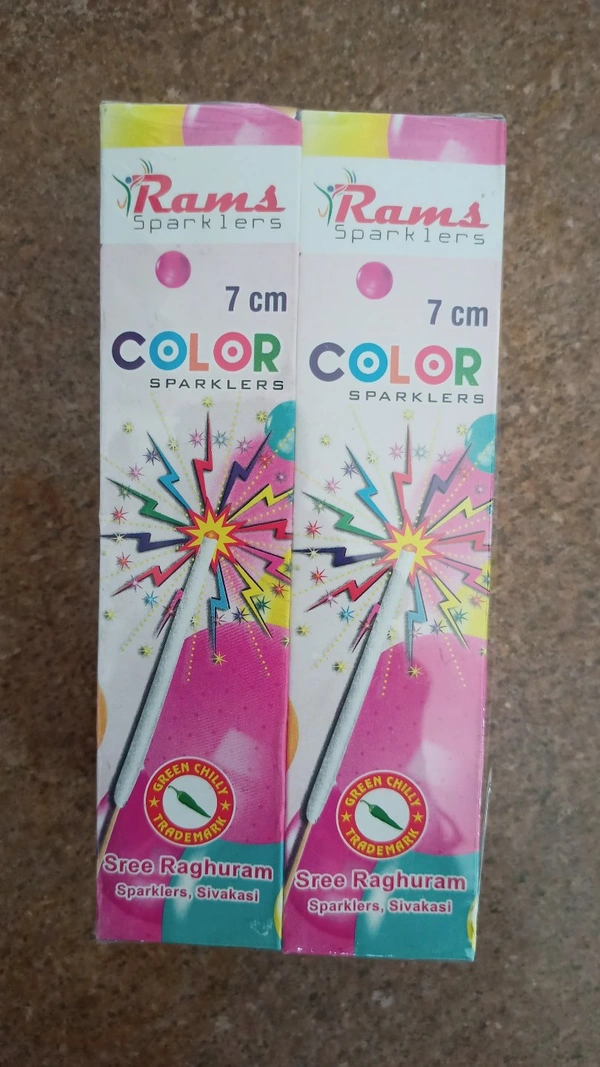 Rams
Sparklers
7 cm
COLOR
SPARKLERS
GREEN CHILLY
TRADEMARK
Sree Raghuram
Sparklers, Sivakasi
Rams
Sparklers
7 cm
COLOR
SPARKLERS
GREEN CHILLY
TRADEMARK
Sree Raghuram
Sparklers, Sivakasi